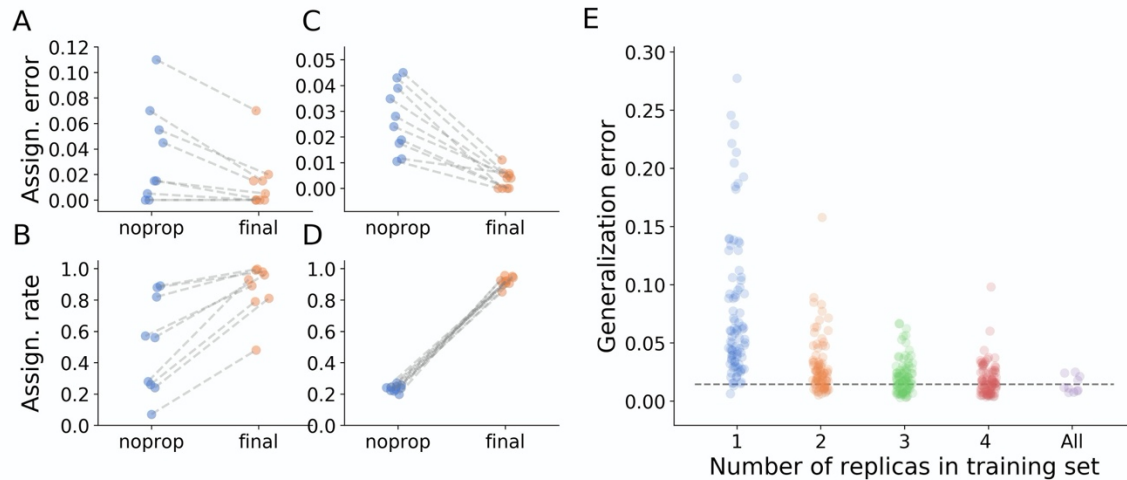 A
Assign. error
0.12
0.10
0.08
0.06
0.04
0.02
0.00
noprop
final
C
0.05
0.04
0.03
0.02
0.01
0.00
noprop
final
B
Assign. rate
1.0
0.8
0.6
0.4
0.2
0.0
noprop
final
D
1.0
0.8
0.6
0.4
0.2
0.0
noprop
final
E
Generalization error
0.30
0.25
0.20
0.15
0.10
0.05
0.00
1
2
3
4
All
Number of replicas in training set